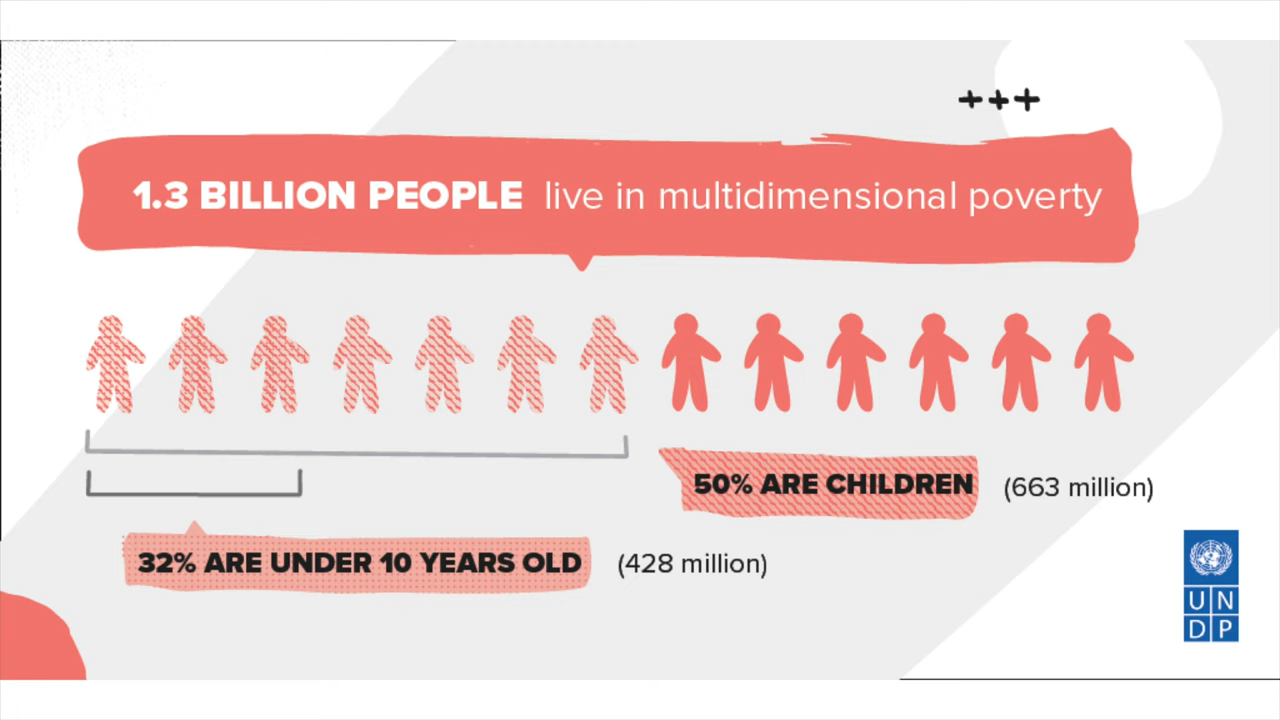 +++
1.3 BILLION PEOPLE live in multidimensional poverty
50% ARE CHILDREN (663 million)
32% ARE UNDER 10 YEARS OLD (428 million)
U N
D P